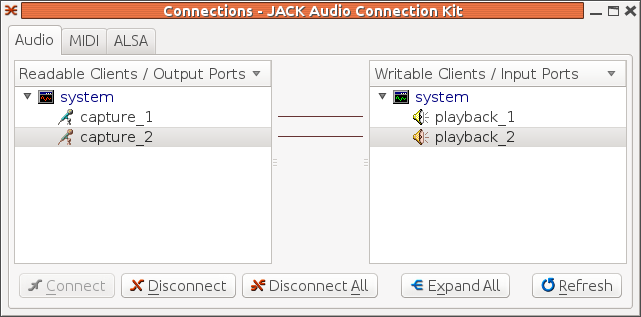 Connections - JACK Audio Connection Kit
Audio MIDI ALSA
Readable Clients / Output Ports Writable Clients / Input Ports
system system
capture_1 playback_1
capture_2 playback_2
Connect Disconnect Disconnect All Expand All Refresh